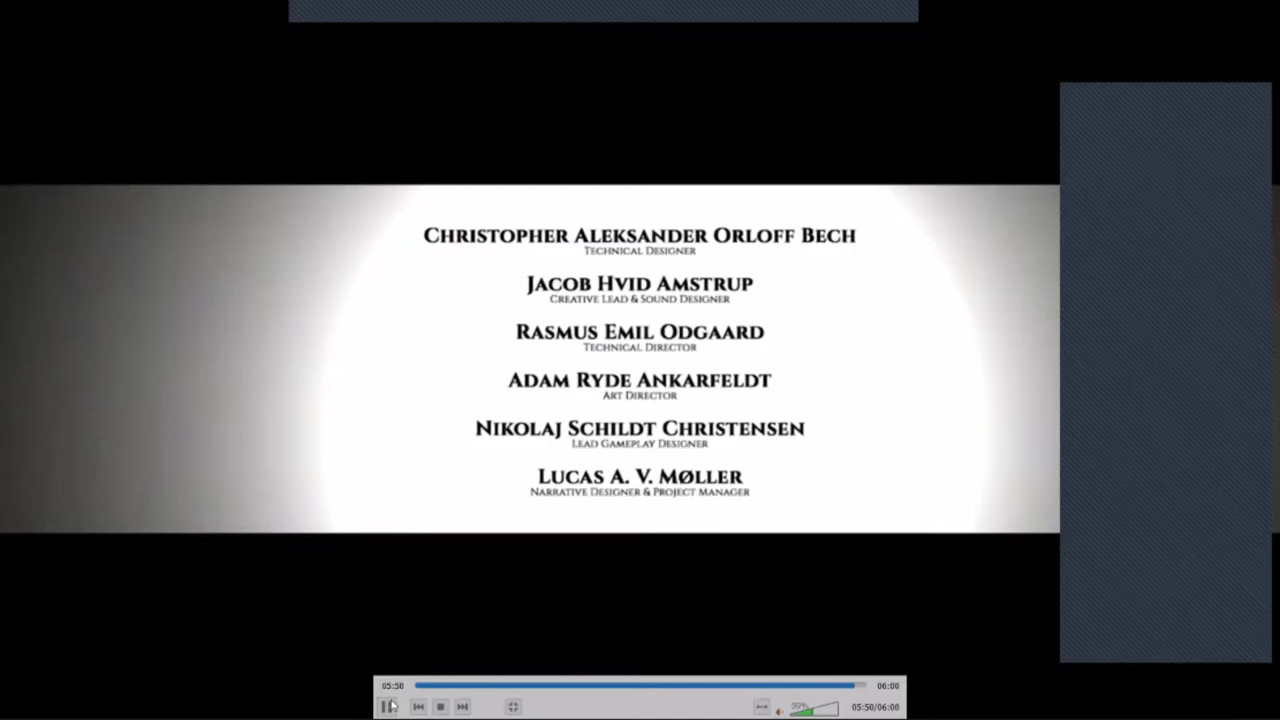 CHRISTOPHER ALEKSANDER ORLOFF BECH
TECHNICAL DESIGNER
JACOB HVID AMSTRUP
CREATIVE LEAD & SOUND DESIGNER
RASMUS EMIL ODGAARD
TECHNICAL DIRECTOR
ADAM RYDE ANKARFELDT
ART DIRECTOR
NIKOLAJ SCHILDT CHRISTENSEN
LEAD GAMEPLAY DESIGNER
LUCAS A. V. MØLLER
NARRATIVE DESIGNER & PROJECT MANAGER
05:50 06:00
05:50/06:00